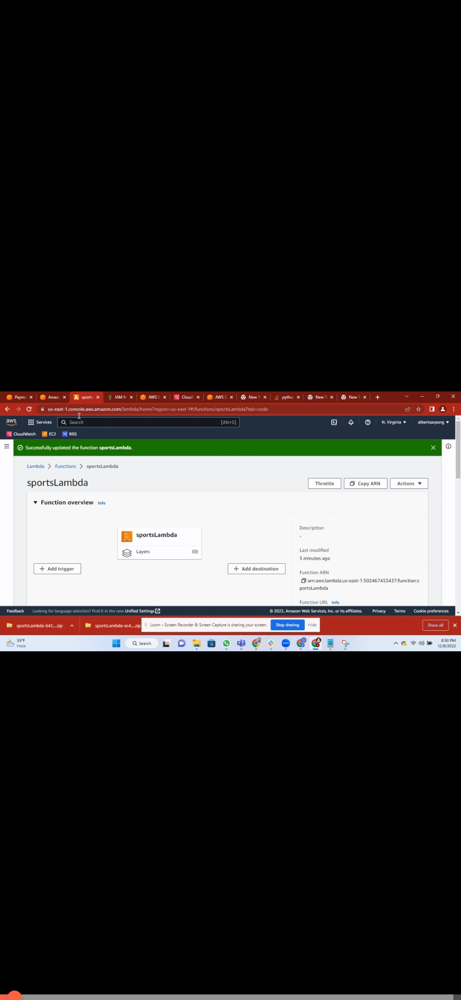 Payme Amazo sports IAM M AWS S Cloud AWS S New T pytho New T New T
us-east-1.console.aws.amazon.com/lambda/home?region=us-east-1#/functions/sportsLambda?tab=code
aws Services Search [Alt+S] N. Virginia albertsarpong
CloudWatch EC2 RDS
Successfully updated the function sportsLambda.
Lambda > Functions > sportsLambda
sportsLambda Throttle Copy ARN Actions
Function overview Info
sportsLambda
Layers (0)
+ Add trigger
+ Add destination
Description
-
Last modified
5 minutes ago
Function ARN
arn:aws:lambda:us-east-1:502467453437:function:s
portsLambda
Function URL Info
Feedback Looking for language selection? Find it in the new Unified Settings © 2022, Amazon Web Services, Inc. or its affiliates. Privacy Terms Cookie preferences
sportsLambda-643....zip sportsLambda-ec4....zip Loom – Screen Recorder & Screen Capture is sharing your screen. Stop sharing Hide Show all
55°F
Haze
Search
zoom
8:50 PM
12/8/2022